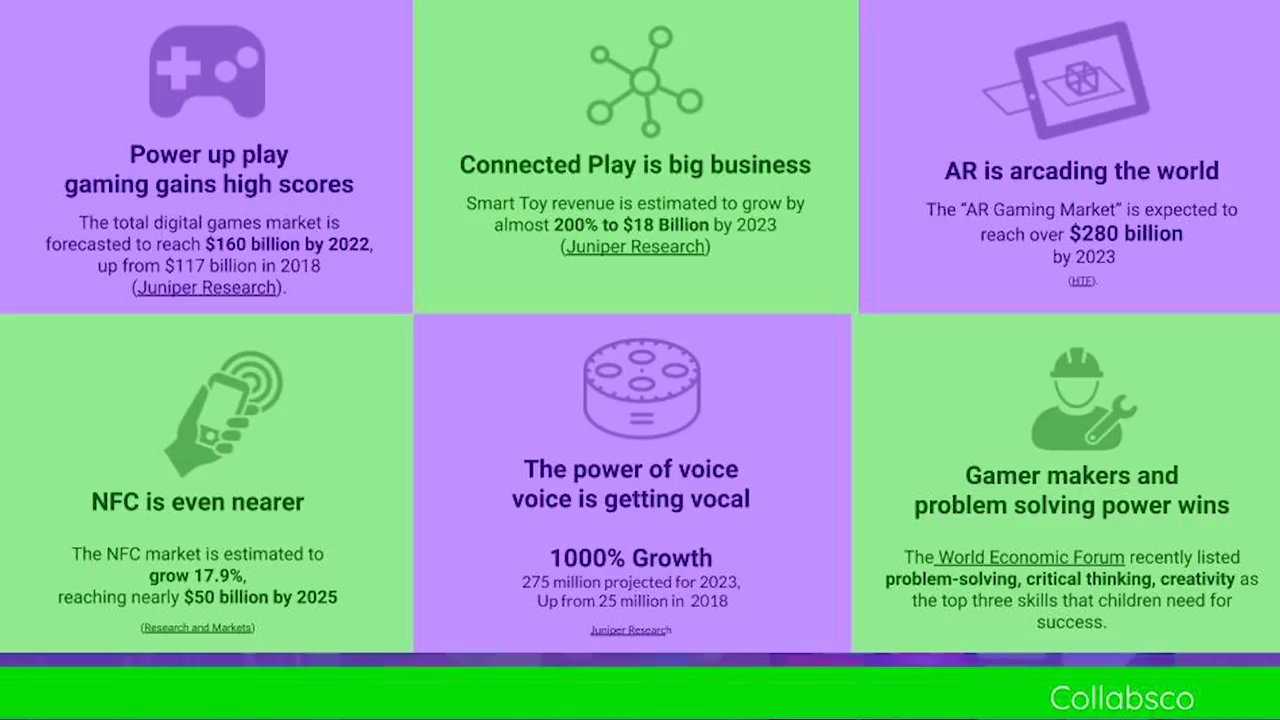 Power up play
gaming gains high scores
The total digital games market is
forecasted to reach $160 billion by 2022,
up from $117 billion in 2018
(Juniper Research).
Connected Play is big business
Smart Toy revenue is estimated to grow by
almost 200% to $18 Billion by 2023
(Juniper Research)
AR is arcading the world
The “AR Gaming Market” is expected to
reach over $280 billion
by 2023
(HTF).
NFC is even nearer
The NFC market is estimated to
grow 17.9%,
reaching nearly $50 billion by 2025
(Research and Markets)
The power of voice
voice is getting vocal
1000% Growth
275 million projected for 2023,
Up from 25 million in 2018
Juniper Research
Gamer makers and
problem solving power wins
The World Economic Forum recently listed
problem-solving, critical thinking, creativity as
the top three skills that children need for
success.
Collabsco